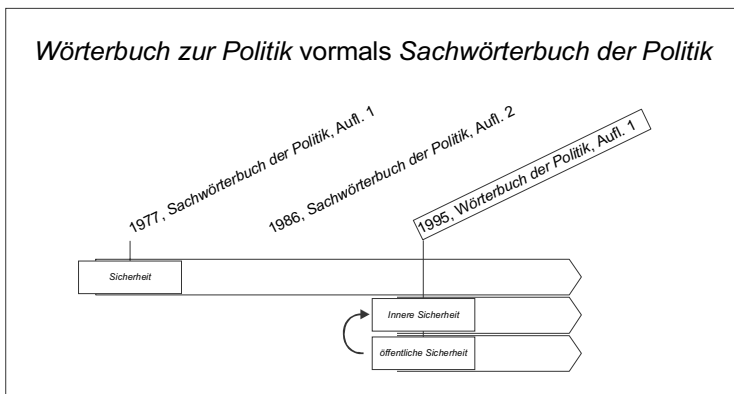 Wörterbuch zur Politik vormals Sachwörterbuch der Politik
1977, Sachwörterbuch der Politik, Aufl. 1
1986, Sachwörterbuch der Politik, Aufl. 2
1995, Wörterbuch der Politik, Aufl. 1
Sicherheit
Innere Sicherheit
öffentliche Sicherheit